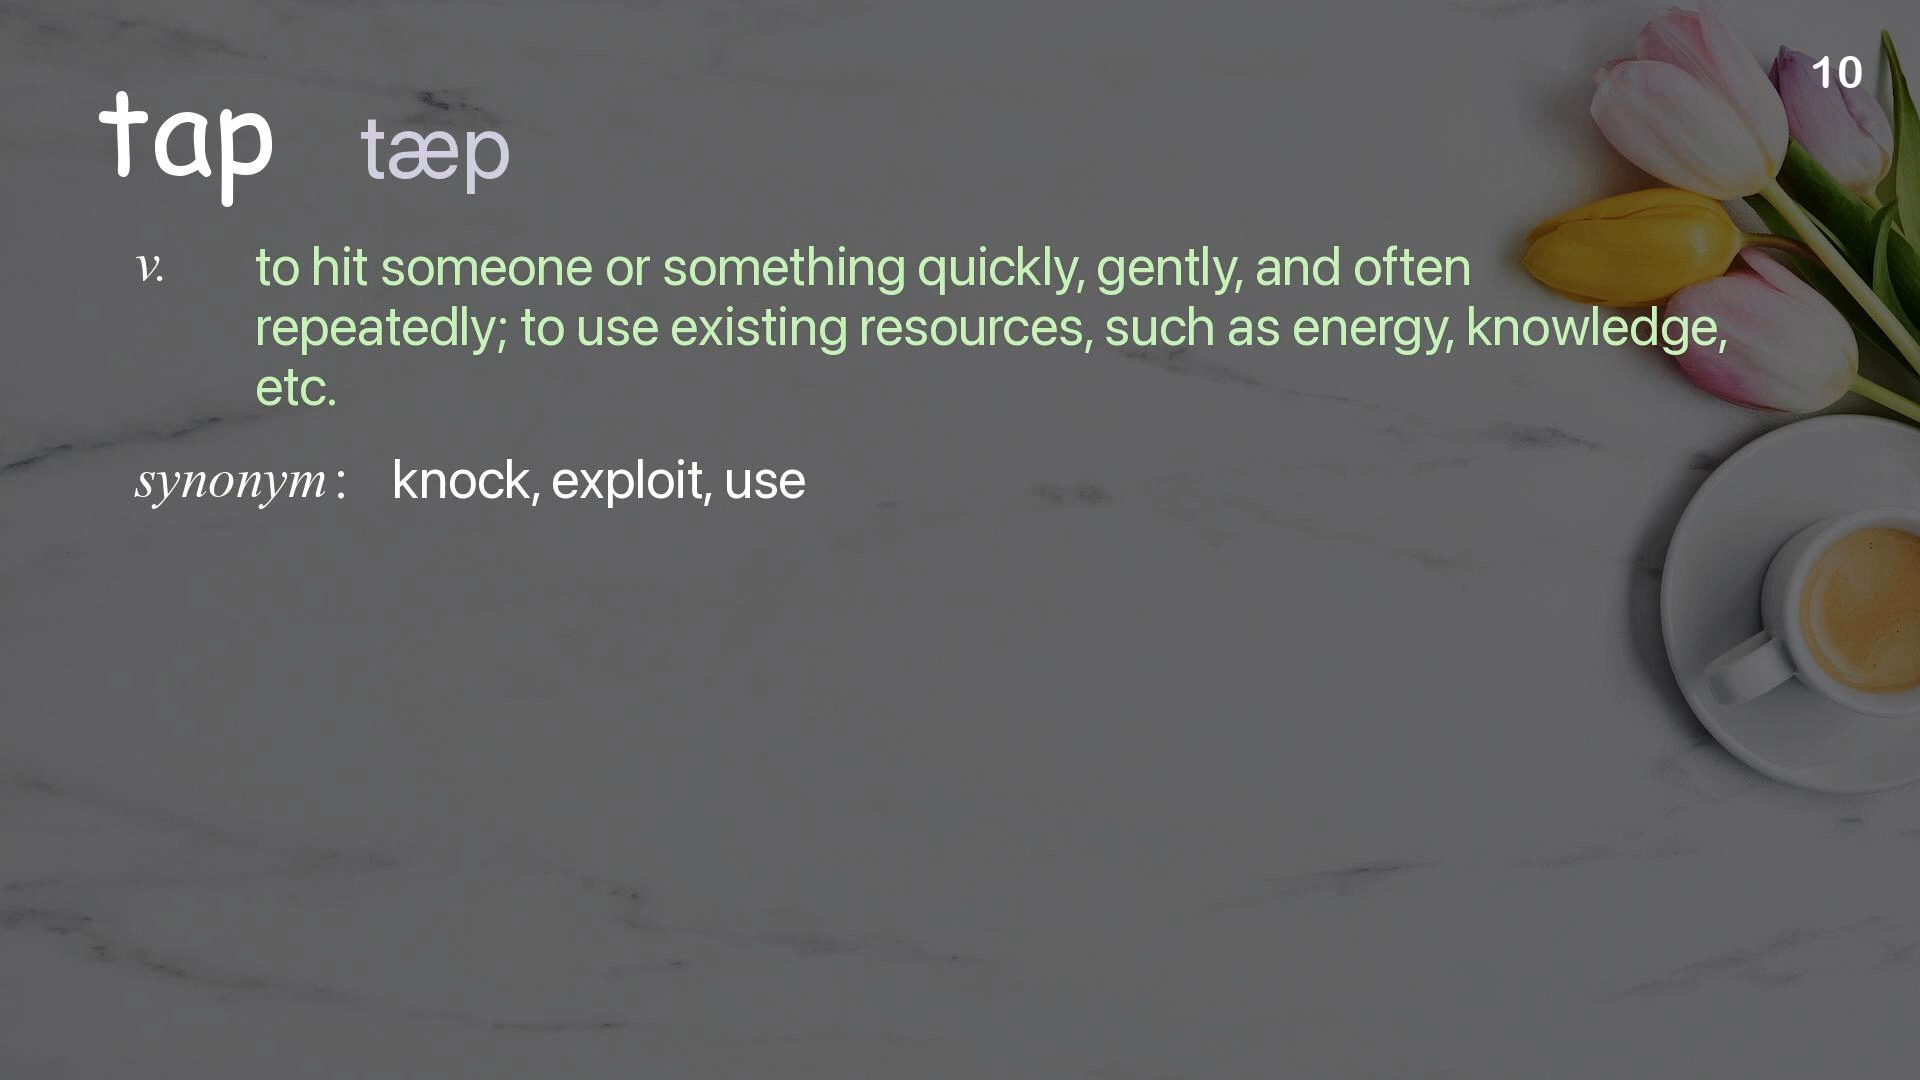 10
tap tæp
v. to hit someone or something quickly, gently, and often
repeatedly; to use existing resources, such as energy, knowledge,
etc.
synonym : knock, exploit, use